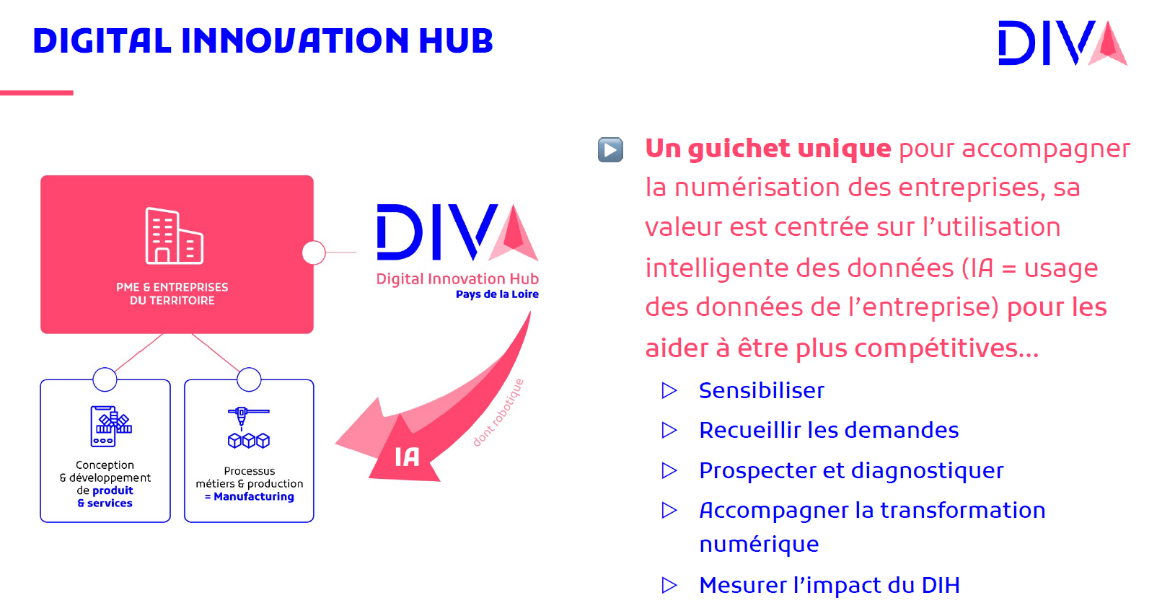 DIGITAL INNOVATION HUB
DIVA
PME & ENTREPRISES
DU TERRITOIRE
DIVA
Digital Innovation Hub
Pays de la Loire
Conception
& développement
de produit
& services
Processus
métiers & production
= Manufacturing
IA
dont robotique
Un guichet unique pour accompagner
la numérisation des entreprises, sa
valeur est centrée sur l'utilisation
intelligente des données (IA = usage
des données de l'entreprise) pour les
aider à être plus compétitives...
Sensibiliser
Recueillir les demandes
Prospecter et diagnostiquer
Accompagner la transformation
numérique
Mesurer l'impact du DIH